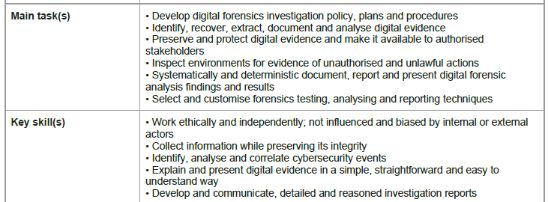 Main task(s)
• Develop digital forensics investigation policy, plans and procedures
• Identify, recover, extract, document and analyse digital evidence
• Preserve and protect digital evidence and make it available to authorised
stakeholders
• Inspect environments for evidence of unauthorised and unlawful actions
• Systematically and deterministic document, report and present digital forensic
analysis findings and results
• Select and customise forensics testing, analysing and reporting techniques
Key skill(s)
• Work ethically and independently; not influenced and biased by internal or external
actors
• Collect information while preserving its integrity
• Identify, analyse and correlate cybersecurity events
• Explain and present digital evidence in a simple, straightforward and easy to
understand way
• Develop and communicate, detailed and reasoned investigation reports